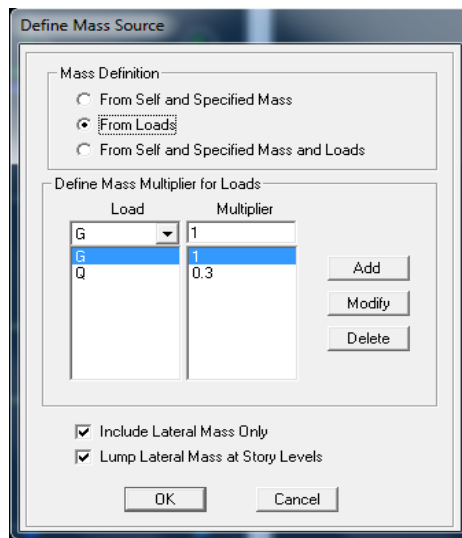 Define Mass Source
Mass Definition
From Self and Specified Mass
From Loads
From Self and Specified Mass and Loads
Define Mass Multiplier for Loads
Load Multiplier
G 1
G 1
Q 0.3
Add
Modify
Delete
Include Lateral Mass Only
Lump Lateral Mass at Story Levels
OK Cancel